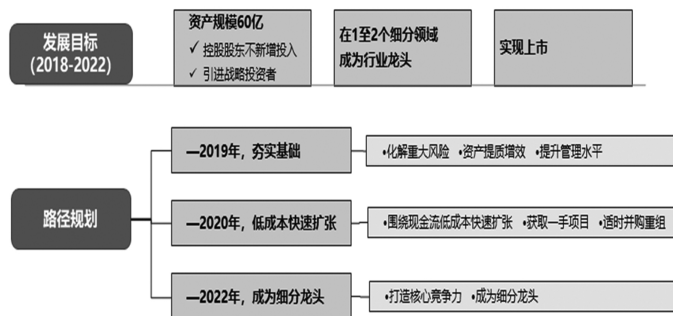 发展目标
（2018-2022）
资产规模60亿
✓ 控股股东不新增投入
✓ 引进战略投资者
在1至2个细分领域
成为行业龙头
实现上市
路径规划
—2019年，夯实基础
•化解重大风险 •资产提质增效 •提升管理水平
—2020年，低成本快速扩张
•围绕现金流低成本快速扩张 •获取一手项目 •适时并购重组
—2022年，成为细分龙头
•打造核心竞争力 •成为细分龙头